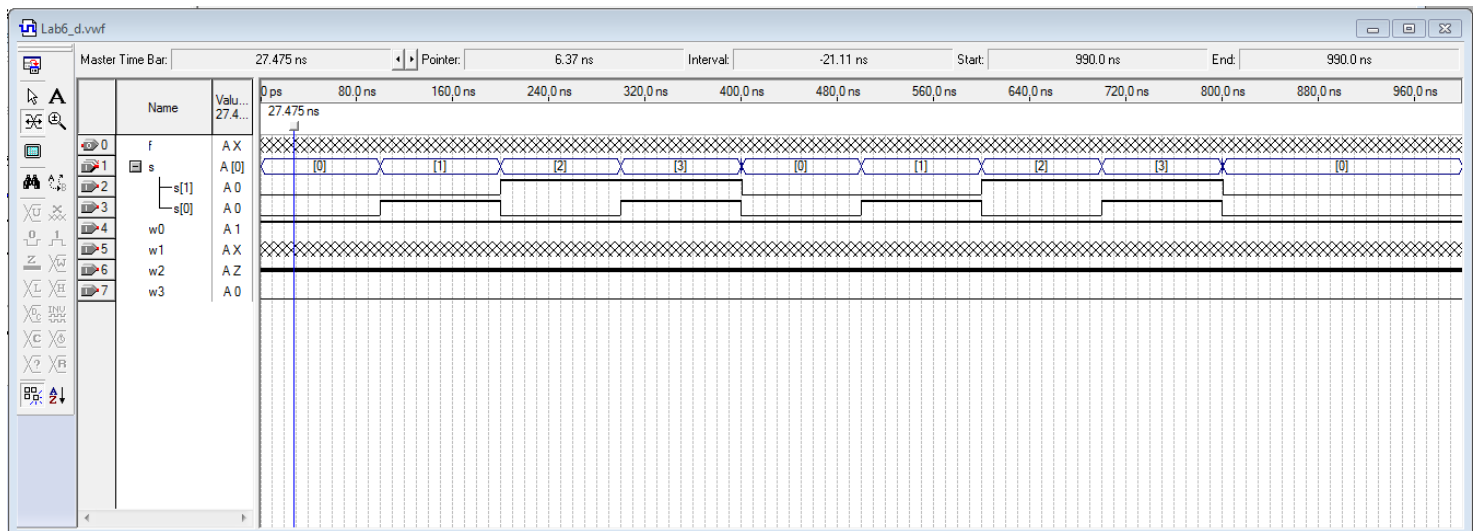 Lab6_d.vwf
Master Time Bar: 27.475 ns Pointer: 6.37 ns Interval: -21.11 ns Start: 990.0 ns End: 990.0 ns
Name Valu... 27.4...
0 ps 80.0 ns 160.0 ns 240.0 ns 320.0 ns 400.0 ns 480.0 ns 560.0 ns 640.0 ns 720.0 ns 800.0 ns 880.0 ns 960.0 ns
27.475 ns
0 f A X
1 s A [0] [0] [1] [2] [3] [0] [1] [2] [3] [0]
2 s[1] A 0
3 s[0] A 0
4 w0 A 1
5 w1 A X
6 w2 A Z
7 w3 A 0